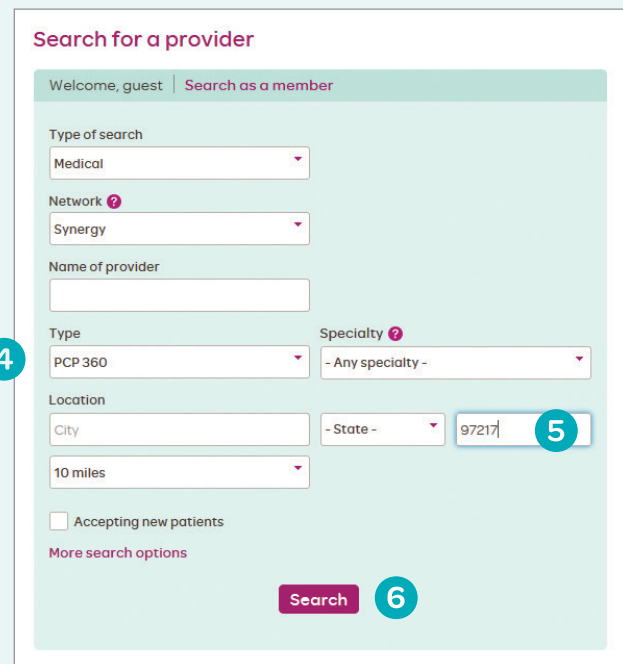 Search for a provider
Welcome, guest | Search as a member
Type of search
Medical
Network ?
Synergy
Name of provider
Type Specialty ?
4 PCP 360 - Any specialty -
Location
City - State - 97217 5
10 miles
Accepting new patients
More search options
Search 6